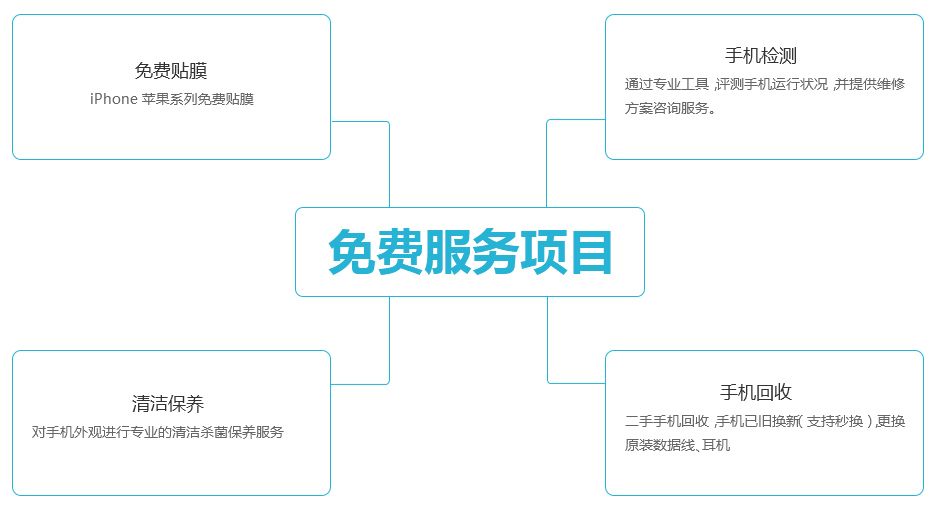 免费贴膜
iPhone 苹果系列免费贴膜
手机检测
通过专业工具,评测手机运行状况,并提供维修
方案咨询服务。
免费服务项目
清洁保养
对手机外观进行专业的清洁杀菌保养服务
手机回收
二手手机回收,手机已旧换新(支持秒换),更换
原装数据线、耳机